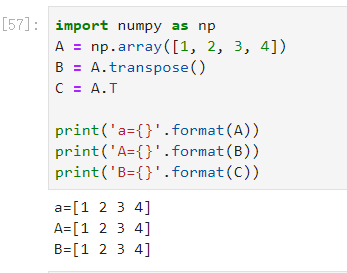 [57]:
import numpy as np
A = np.array([1, 2, 3, 4])
B = A.transpose()
C = A.T
print('a={}'.format(A))
print('A={}'.format(B))
print('B={}'.format(C))
a=[1 2 3 4]
A=[1 2 3 4]
B=[1 2 3 4]